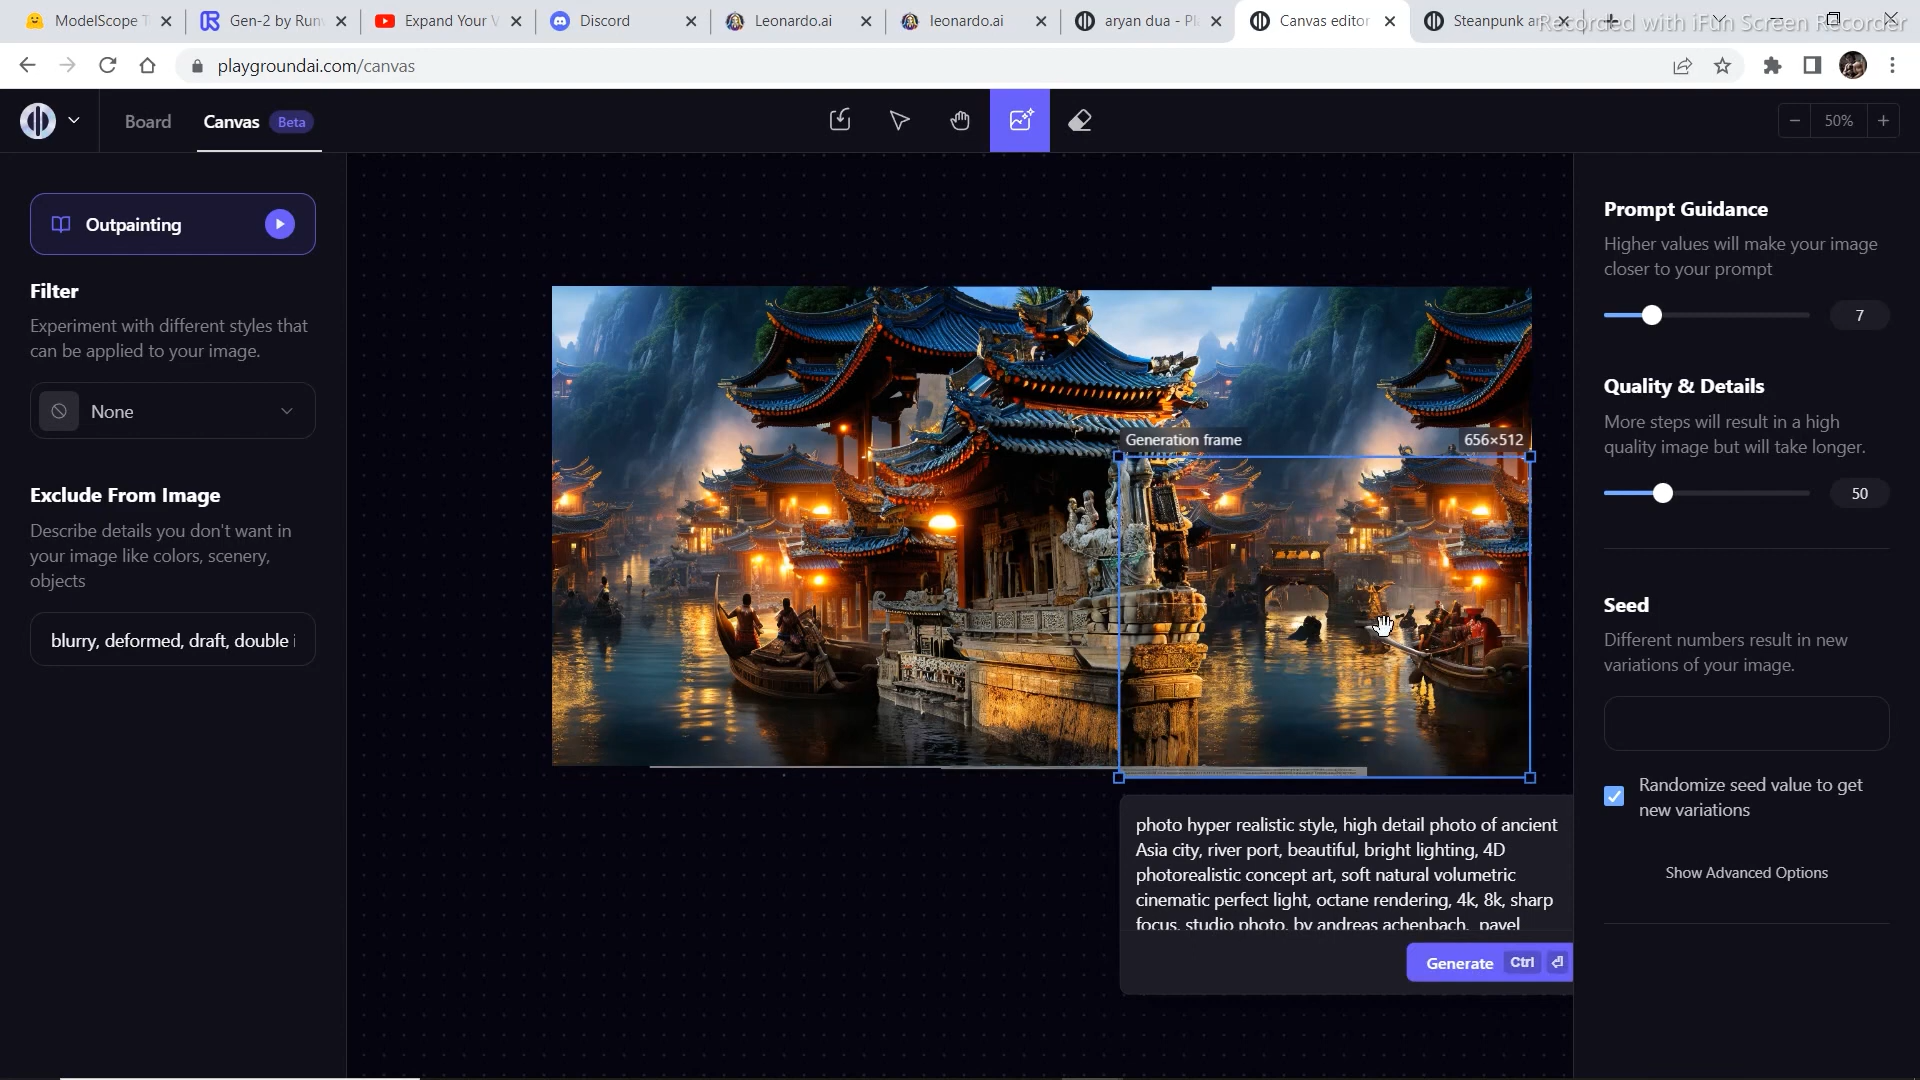 ModelScope T
Gen-2 by Run
Expand Your V
Discord
Leonardo.ai
leonardo.ai
aryan dua - Pl
Canvas editor
Steanpunk ar
Recorded with iFun Screen Recorder
playgroundai.com/canvas
Board
Canvas
Beta
50%
Outpainting
Filter
Experiment with different styles that
can be applied to your image.
None
Exclude From Image
Describe details you don't want in
your image like colors, scenery,
objects
blurry, deformed, draft, double i
Generation frame
656×512
photo hyper realistic style, high detail photo of ancient
Asia city, river port, beautiful, bright lighting, 4D
photorealistic concept art, soft natural volumetric
cinematic perfect light, octane rendering, 4k, 8k, sharp
focus, studio photo, by andreas achenbach, pavel
Generate
Ctrl
Prompt Guidance
Higher values will make your image
closer to your prompt
7
Quality & Details
More steps will result in a high
quality image but will take longer.
50
Seed
Different numbers result in new
variations of your image.
Randomize seed value to get
new variations
Show Advanced Options